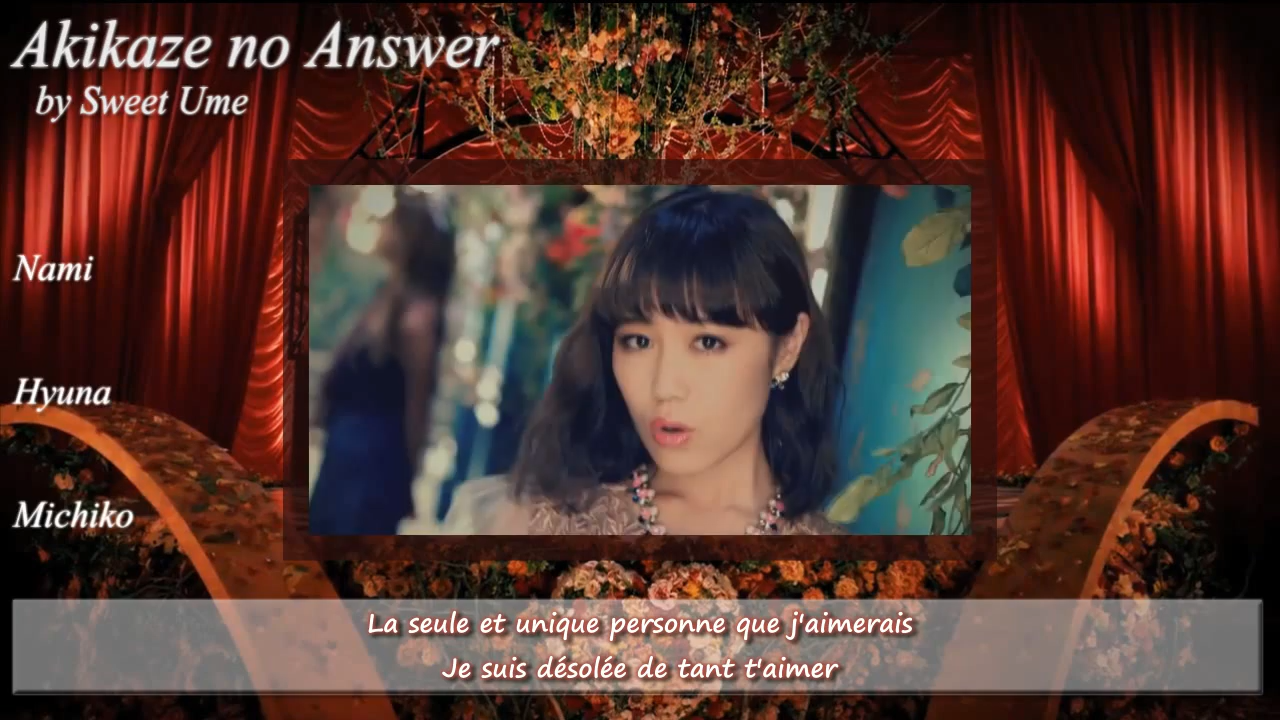 Akikaze no Answer
by Sweet Ume
Nami
Hyuna
Michiko
La seule et unique personne que j'aimerais
Je suis désolée de tant t'aimer